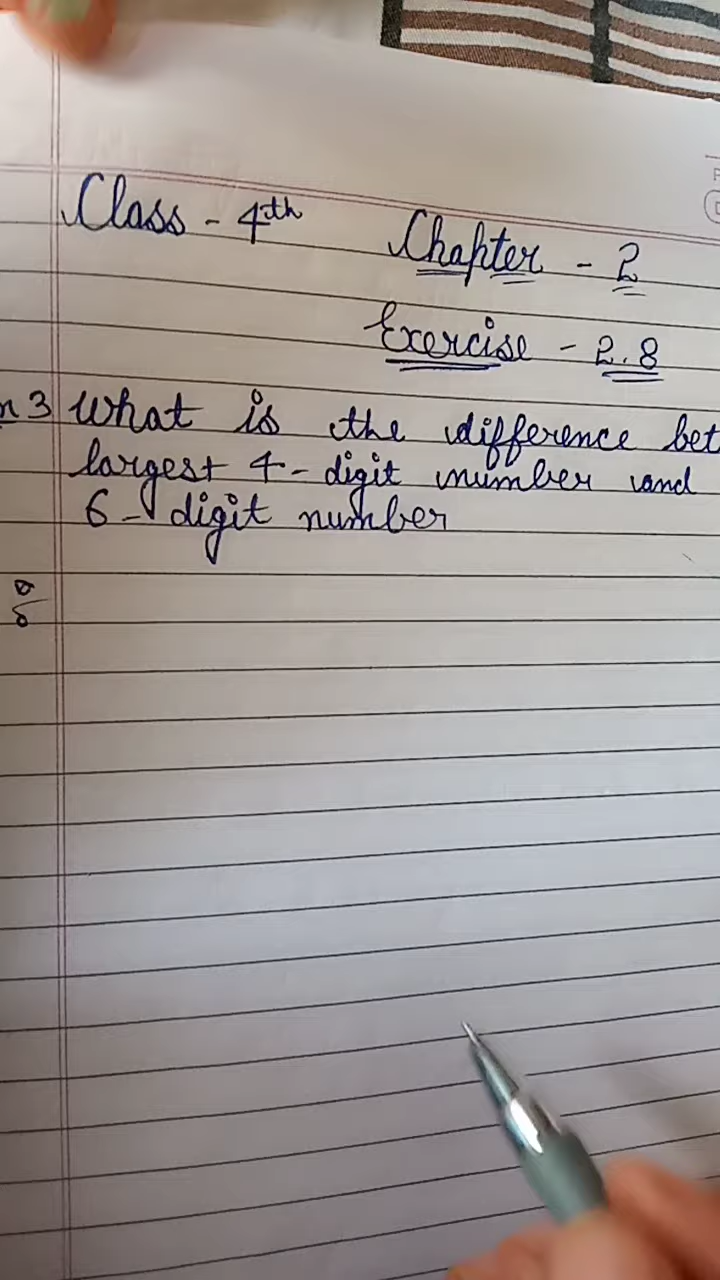 Class - 4th
Chapter - 2
Exercise - 2.8
n 3 What is the difference bet
largest 4 - digit number and
6 - digit number